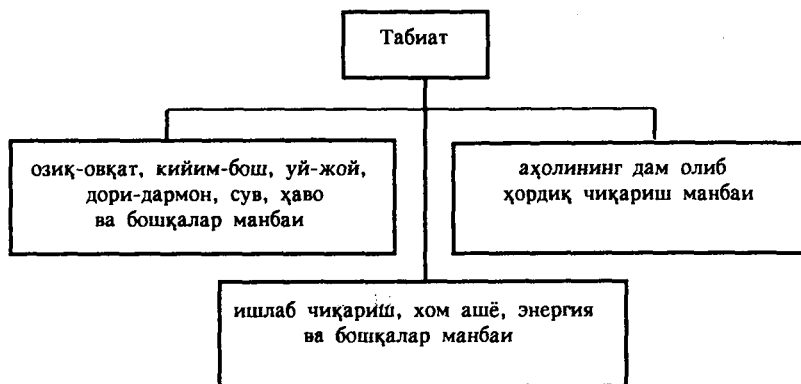 Табиат
озиқ-овқат, кийим-бош, уй-жой,
дори-дармон, сув, ҳаво
ва бошқалар манбаи
аҳолининг дам олиб
ҳордиқ чиқариш манбаи
ишлаб чиқариш, хом ашё, энергия
ва бошқалар манбаи